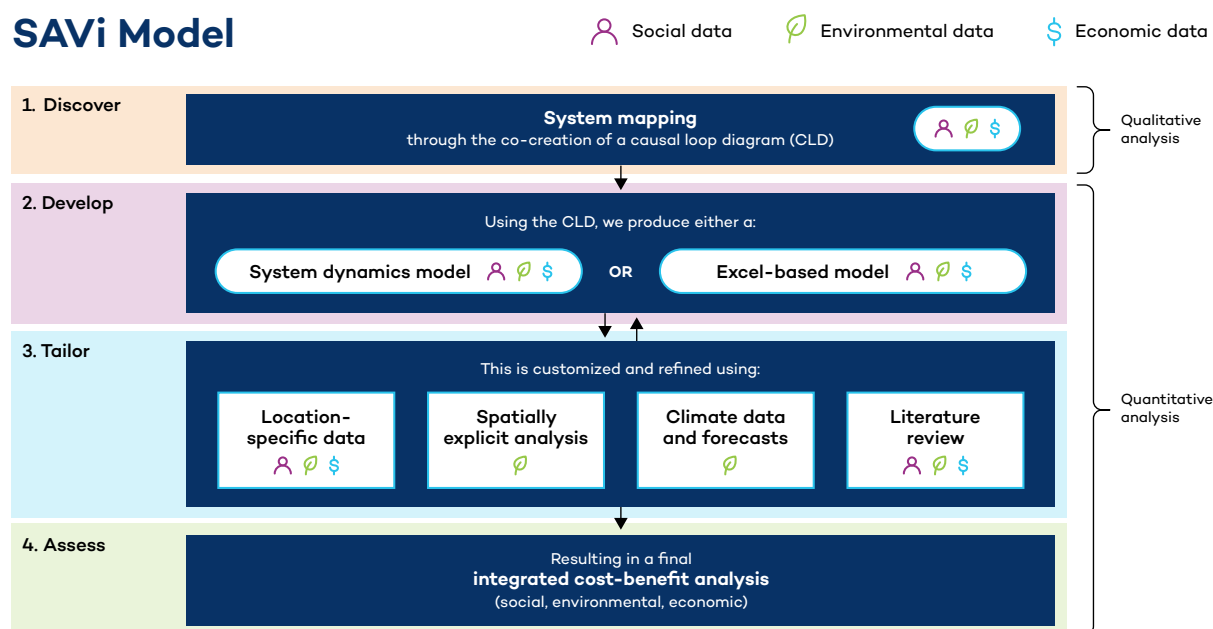 SAVi Model
Social data
Environmental data
Economic data
1. Discover
System mapping
through the co-creation of a causal loop diagram (CLD)
Qualitative
analysis
2. Develop
Using the CLD, we produce either a:
System dynamics model
OR
Excel-based model
3. Tailor
This is customized and refined using:
Location-
specific data
Spatially
explicit analysis
Climate data
and forecasts
Literature
review
Quantitative
analysis
4. Assess
Resulting in a final
integrated cost-benefit analysis
(social, environmental, economic)